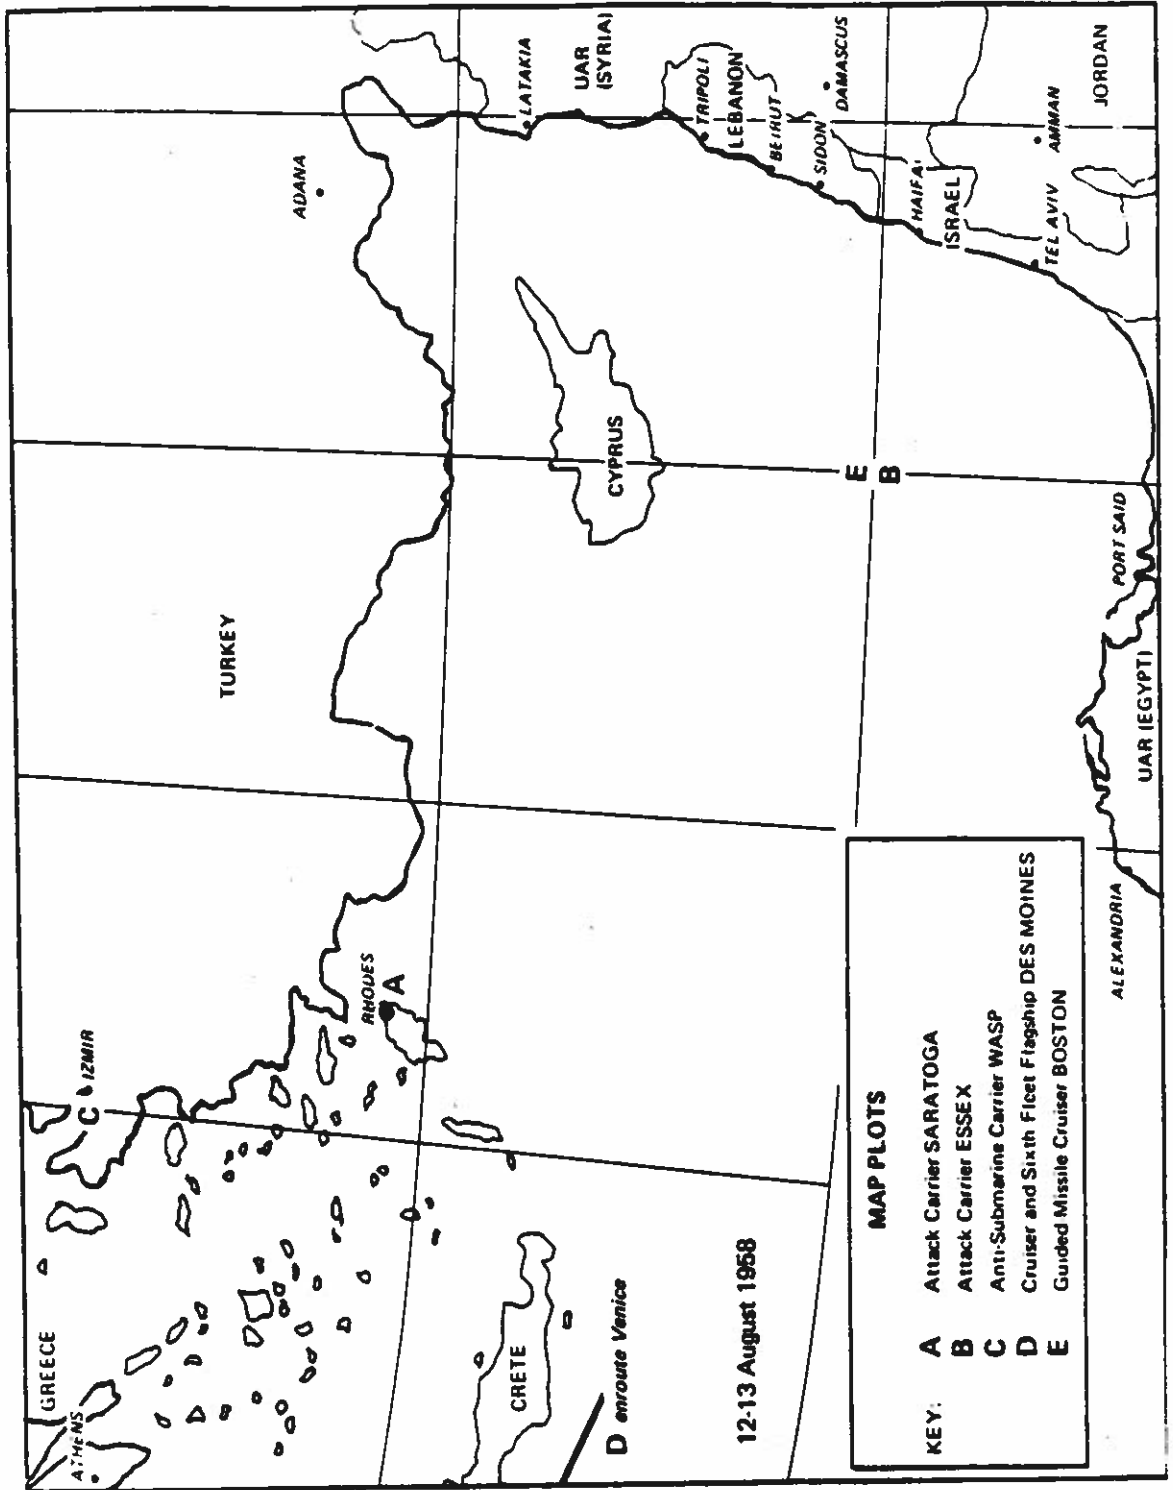 GREECE
ATHENS
IZMIR
C
TURKEY
ADANA
RHODES
A
CRETE
D enroute Venice
12-13 August 1958
CYPRUS
E
B
LATAKIA
UAR
(SYRIA)
TRIPOLI
LEBANON
BEIRUT
SIDON
DAMASCUS
HAIFA
ISRAEL
TEL AVIV
AMMAN
JORDAN
PORT SAID
UAR (EGYPT)
ALEXANDRIA
MAP PLOTS
KEY: A Attack Carrier SARATOGA
B Attack Carrier ESSEX
C Anti-Submarine Carrier WASP
D Cruiser and Sixth Fleet Flagship DES MOINES
E Guided Missile Cruiser BOSTON